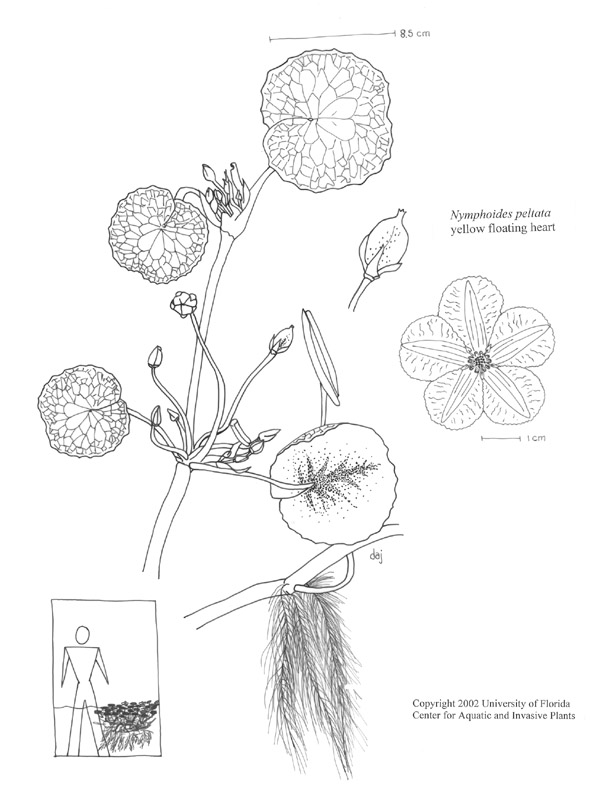 8.5 cm
Nymphoides peltata
yellow floating heart
1 cm
daj
Copyright 2002 University of Florida
Center for Aquatic and Invasive Plants